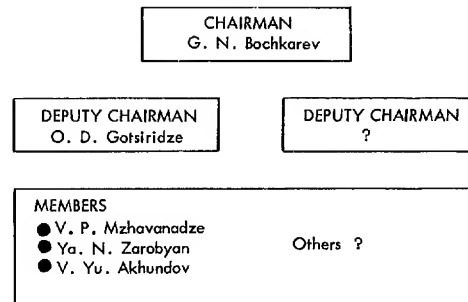 CHAIRMAN
G. N. Bochkarev
DEPUTY CHAIRMAN
O. D. Gotsiridze
DEPUTY CHAIRMAN
?
MEMBERS
● V. P. Mzhavanadze
● Ya. N. Zarobyan
● V. Yu. Akhundov
Others ?